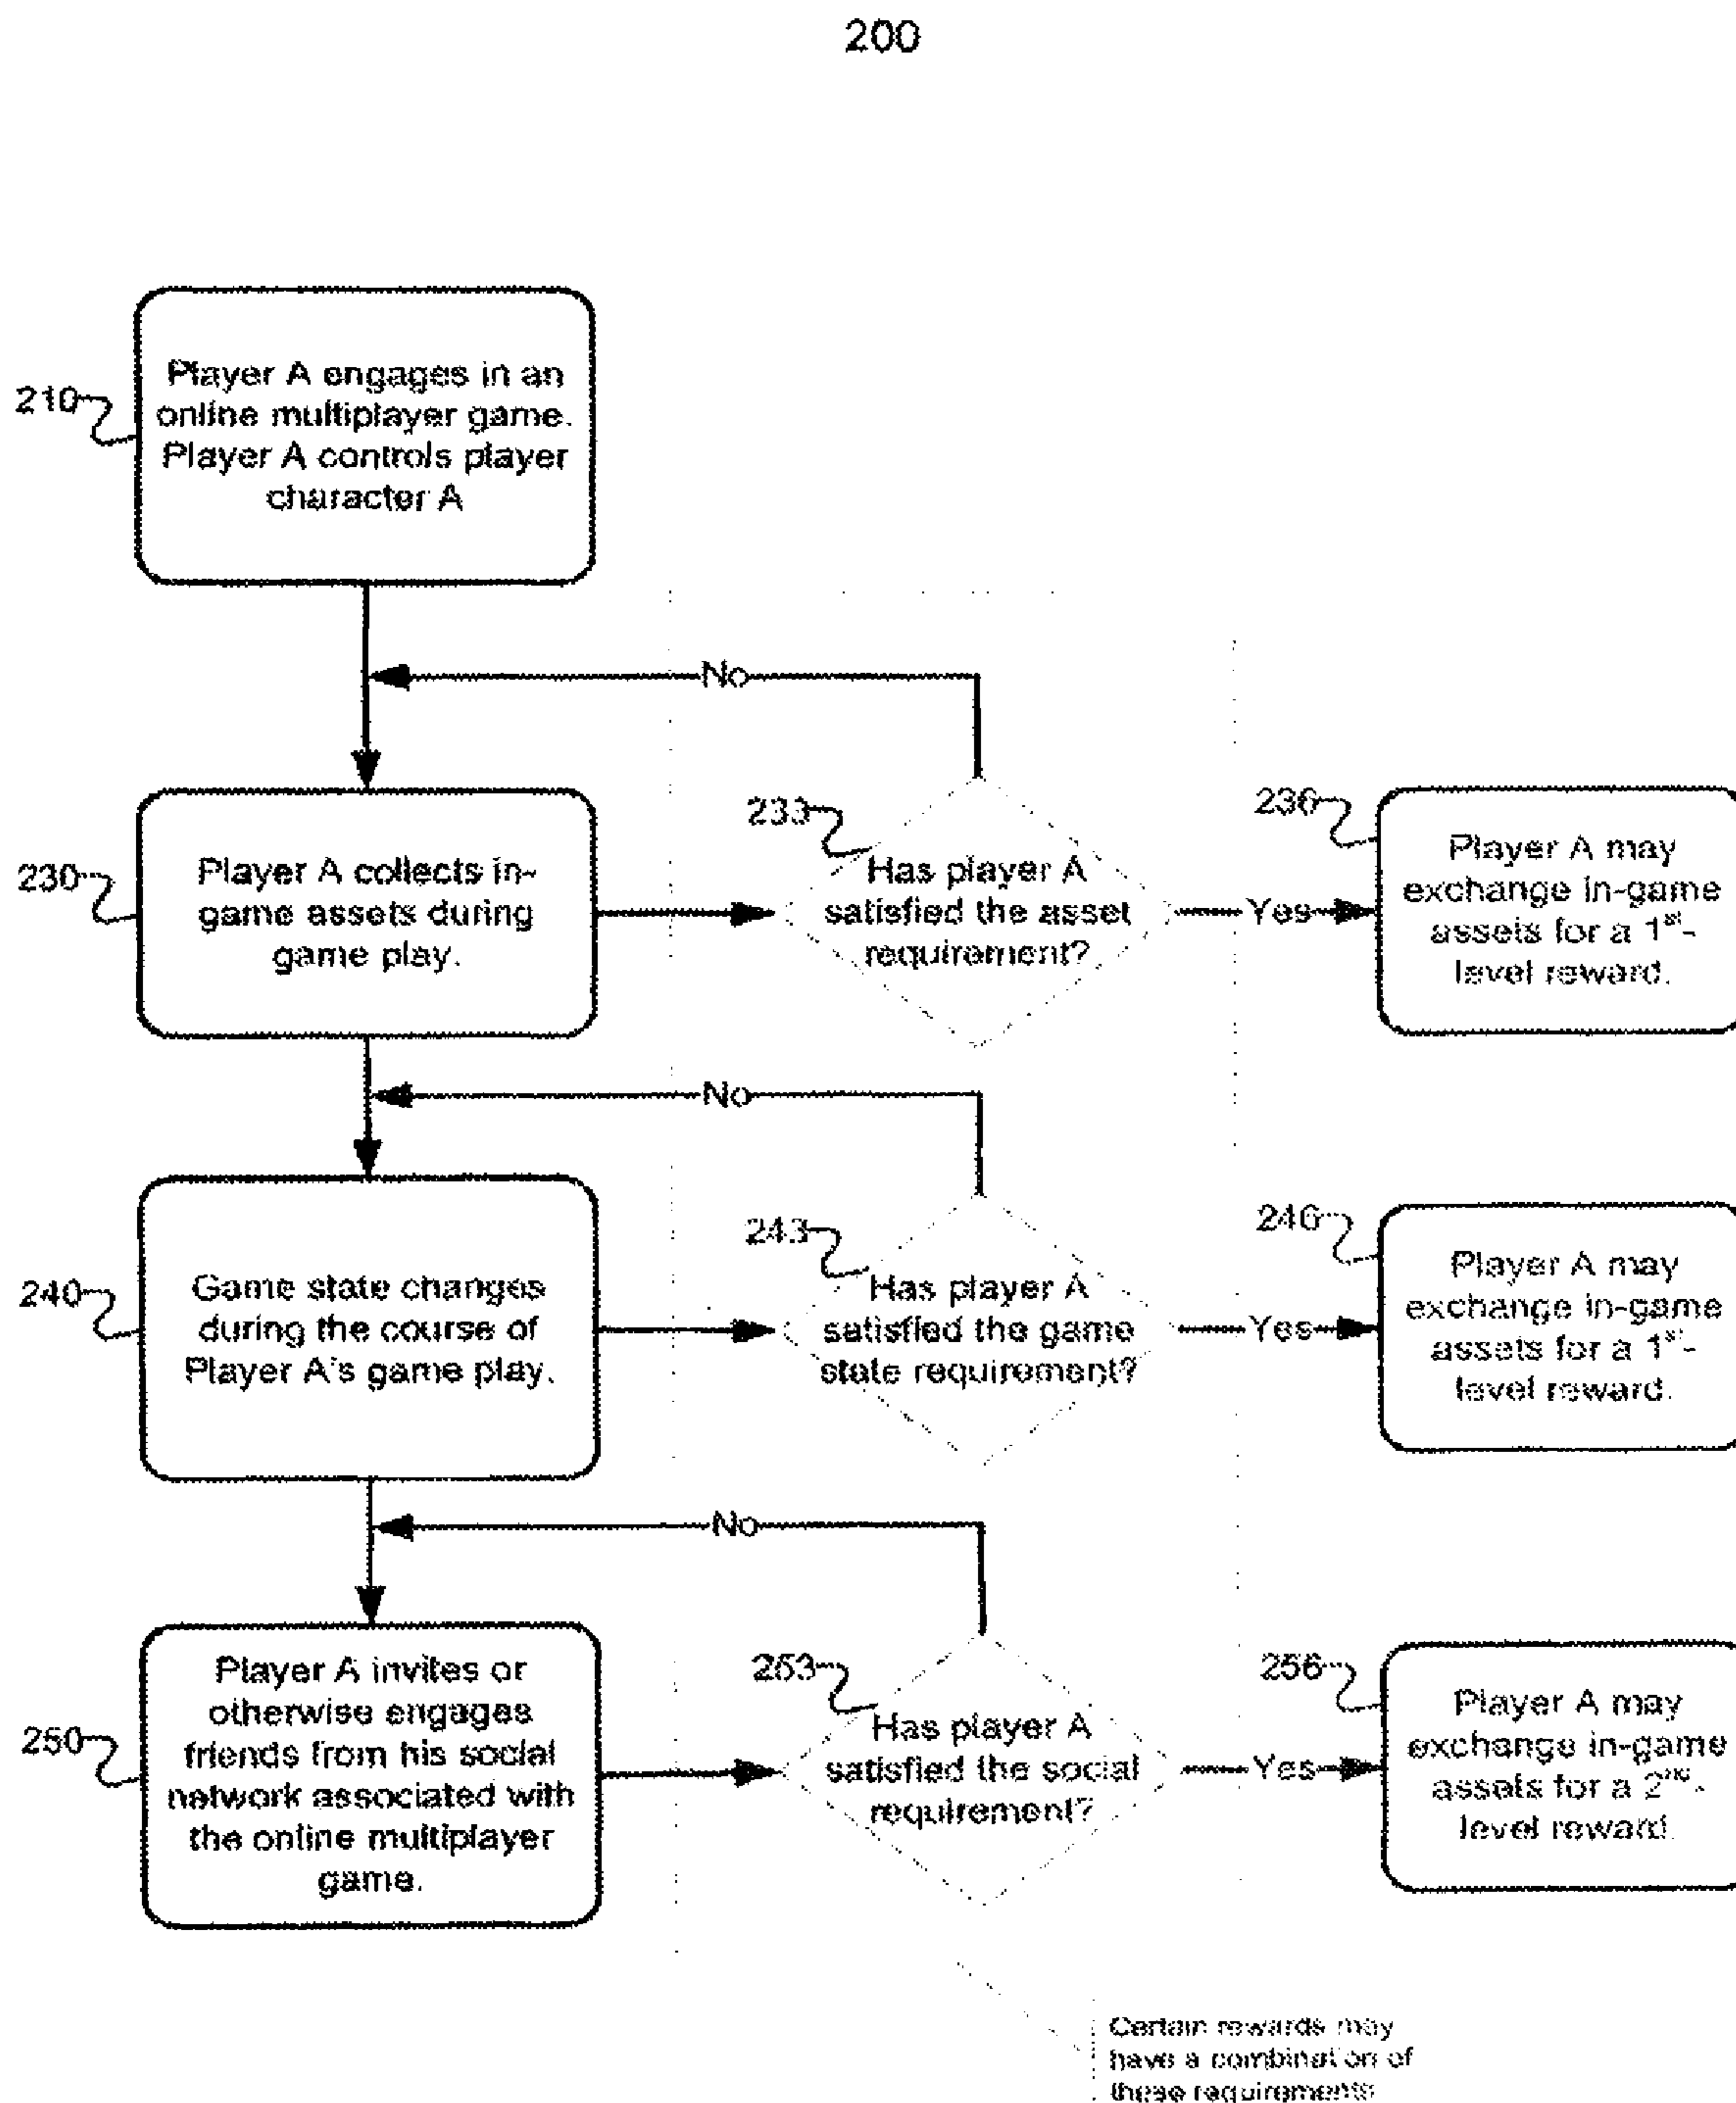 200
210
Player A engages in an
online multiplayer game.
Player A controls player
character A
No
230
Player A collects in-
game assets during
game play.
233
Has player A
satisfied the asset
requirement?
Yes
236
Player A may
exchange in-game
assets for a 1st-
level reward.
No
240
Game state changes
during the course of
Player A's game play.
243
Has player A
satisfied the game
state requirement?
Yes
246
Player A may
exchange in-game
assets for a 1st-
level reward.
No
250
Player A invites or
otherwise engages
friends from his social
network associated with
the online multiplayer
game.
253
Has player A
satisfied the social
requirement?
Yes
256
Player A may
exchange in-game
assets for a 2nd-
level reward.
Certain rewards may
have a combination of
these requirements